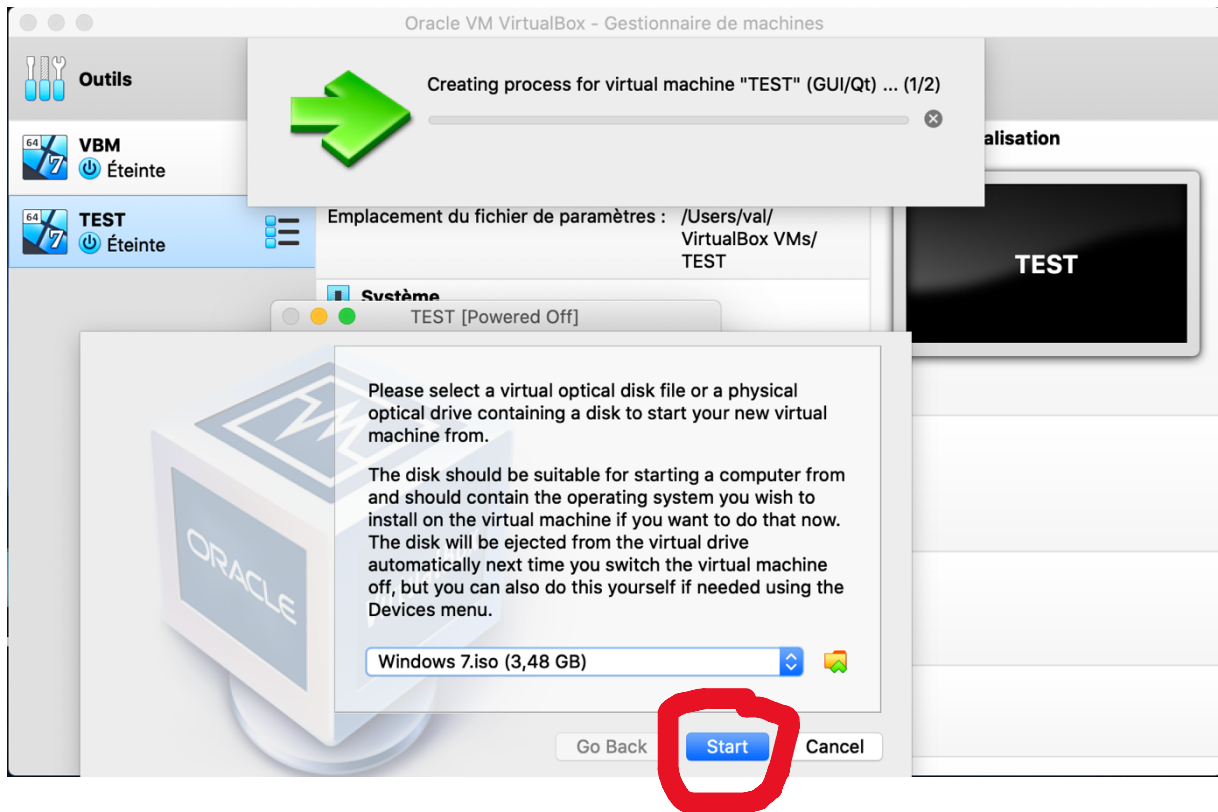 Oracle VM VirtualBox - Gestionnaire de machines
Outils
Creating process for virtual machine "TEST" (GUI/Qt) ... (1/2)
64
7
VBM
Éteinte
alisation
64
7
TEST
Éteinte
Emplacement du fichier de paramètres :
/Users/val/
VirtualBox VMs/
TEST
TEST
Système
TEST [Powered Off]
Please select a virtual optical disk file or a physical
optical drive containing a disk to start your new virtual
machine from.
The disk should be suitable for starting a computer from
and should contain the operating system you wish to
install on the virtual machine if you want to do that now.
The disk will be ejected from the virtual drive
automatically next time you switch the virtual machine
off, but you can also do this yourself if needed using the
Devices menu.
ORACLE
Windows 7.iso (3,48 GB)
Go Back
Start
Cancel